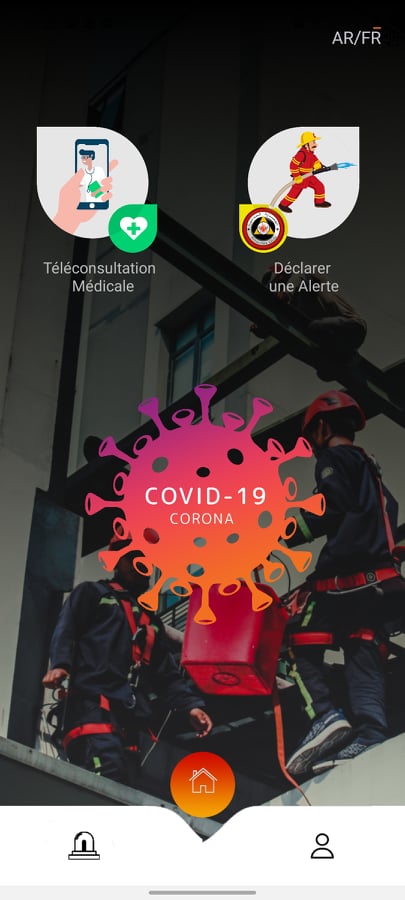 AR/FR
Téléconsultation
Médicale
Déclarer
une Alerte
COVID-19
CORONA